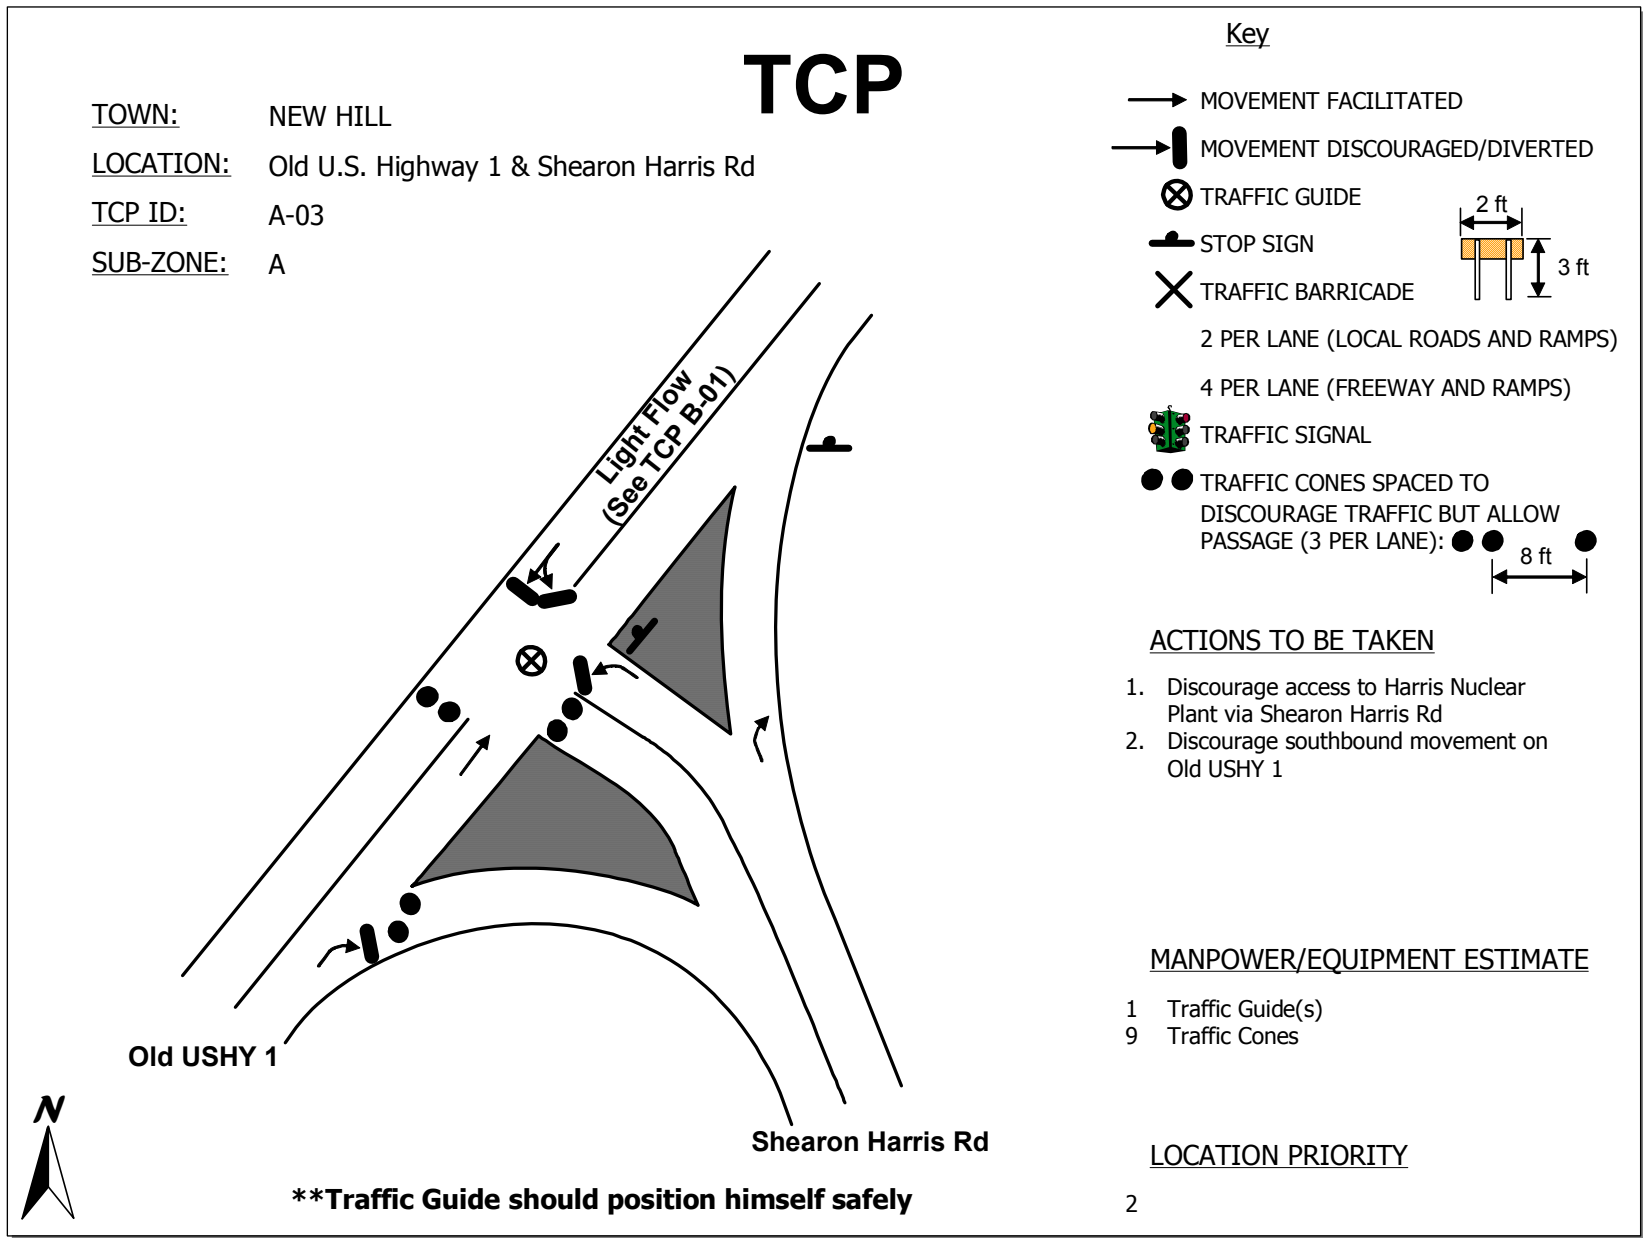 TCP
TOWN: NEW HILL
LOCATION: Old U.S. Highway 1 & Shearon Harris Rd
TCP ID: A-03
SUB-ZONE: A
Light Flow
(See TCP B-01)
Old USHY 1
Shearon Harris Rd
N
**Traffic Guide should position himself safely
Key
MOVEMENT FACILITATED
MOVEMENT DISCOURAGED/DIVERTED
TRAFFIC GUIDE
2 ft
STOP SIGN
3 ft
TRAFFIC BARRICADE
2 PER LANE (LOCAL ROADS AND RAMPS)
4 PER LANE (FREEWAY AND RAMPS)
TRAFFIC SIGNAL
TRAFFIC CONES SPACED TO
DISCOURAGE TRAFFIC BUT ALLOW
PASSAGE (3 PER LANE):
8 ft
ACTIONS TO BE TAKEN
1. Discourage access to Harris Nuclear
Plant via Shearon Harris Rd
2. Discourage southbound movement on
Old USHY 1
MANPOWER/EQUIPMENT ESTIMATE
1 Traffic Guide(s)
9 Traffic Cones
LOCATION PRIORITY
2